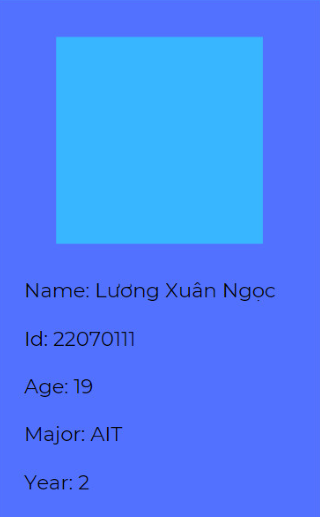 Name: Lương Xuân Ngọc
Id: 22070111
Age: 19
Major: AIT
Year: 2